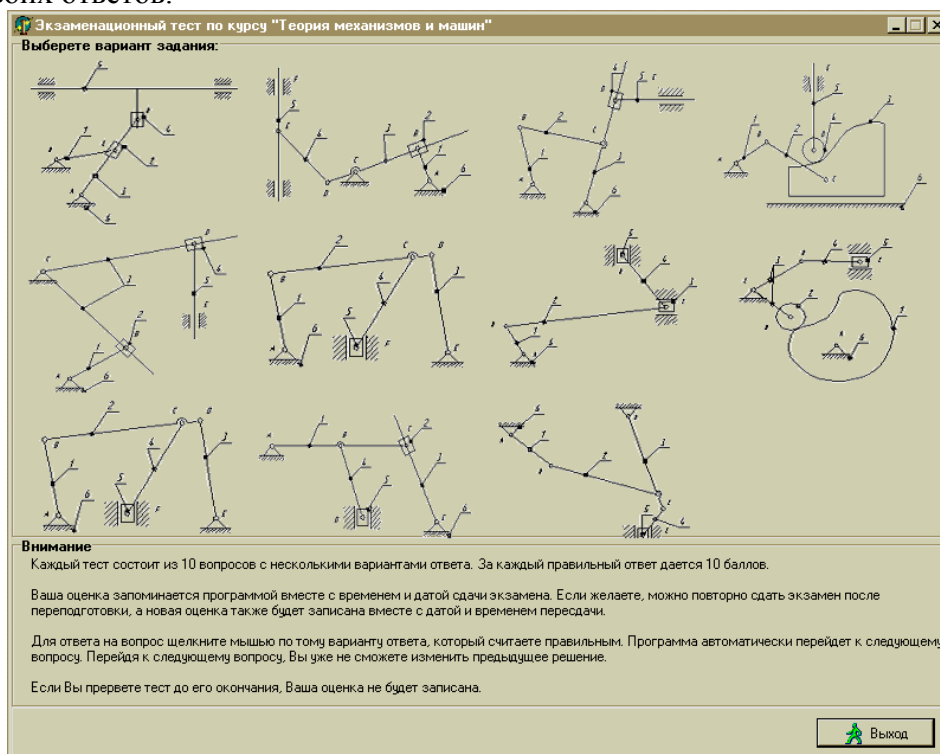 воих ответов.
Экзаменационный тест по курсу "Теория механизмов и машин"
Выберете вариант задания:
Внимание
Каждый тест состоит из 10 вопросов с несколькими вариантами ответа. За каждый правильный ответ дается 10 баллов.
Ваша оценка запоминается программой вместе с временем и датой сдачи экзамена. Если желаете, можно повторно сдать экзамен после
переподготовки, а новая оценка также будет записана вместе с датой и временем пересдачи.
Для ответа на вопрос щелкните мышью по тому варианту ответа, который считаете правильным. Программа автоматически перейдет к следующему
вопросу. Перейдя к следующему вопросу, Вы уже не сможете изменить предыдущее решение.
Если Вы прервете тест до его окончания, Ваша оценка не будет записана.
Выход